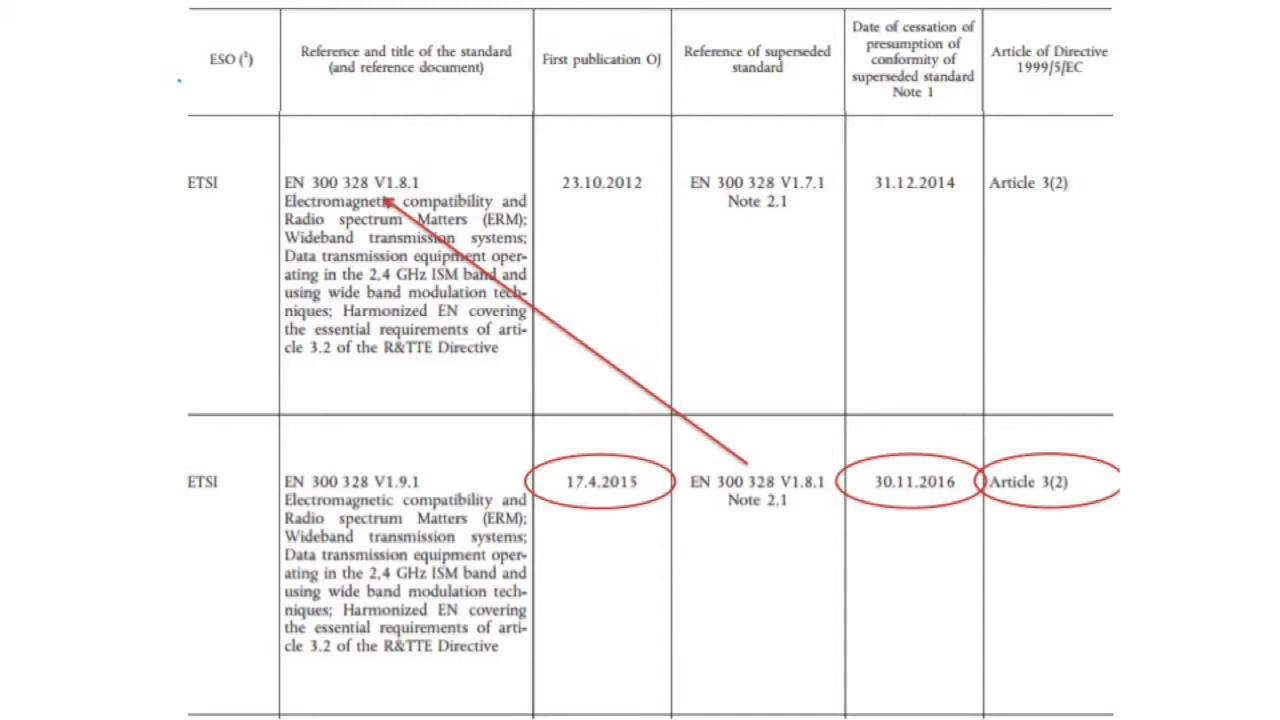 ESO (¹)
Reference and title of the standard
(and reference document)
First publication OJ
Reference of superseded
standard
Date of cessation of
presumption of
conformity of
superseded standard
Note 1
Article of Directive
1999/5/EC
ETSI
EN 300 328 V1.8.1
Electromagnetic compatibility and
Radio spectrum Matters (ERM);
Wideband transmission systems;
Data transmission equipment oper-
ating in the 2,4 GHz ISM band and
using wide band modulation tech-
niques; Harmonized EN covering
the essential requirements of arti-
cle 3.2 of the R&TTE Directive
23.10.2012
EN 300 328 V1.7.1
Note 2.1
31.12.2014
Article 3(2)
ETSI
EN 300 328 V1.9.1
Electromagnetic compatibility and
Radio spectrum Matters (ERM);
Wideband transmission systems;
Data transmission equipment oper-
ating in the 2,4 GHz ISM band and
using wide band modulation tech-
niques; Harmonized EN covering
the essential requirements of arti-
cle 3.2 of the R&TTE Directive
17.4.2015
EN 300 328 V1.8.1
Note 2.1
30.11.2016
Article 3(2)